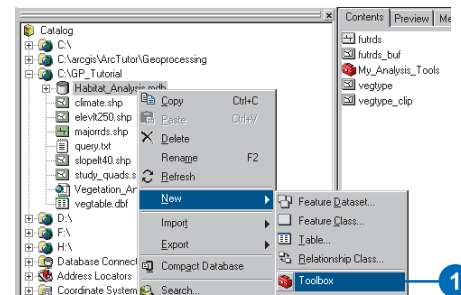 Contents Preview Me
Catalog
C:\
C:\arcgis\ArcTutor\Geoprocessing
C:\GP_Tutorial
Habitat_Analysis.mdb
climate.shp
elevlt250.shp
majorrds.shp
query.txt
slopelt40.shp
study_quads.s
Vegetation_An
vegtable.dbf
D:\
F:\
H:\
Database Connect
Address Locators
Coordinate System
Copy Ctrl+C
Paste Ctrl+V
Delete
Rename F2
Refresh
New
Import
Export
Compact Database
Search...
Feature Dataset...
Feature Class...
Table...
Relationship Class...
Toolbox
1
futrds
futrds_buf
My_Analysis_Tools
vegtype
vegtype_clip